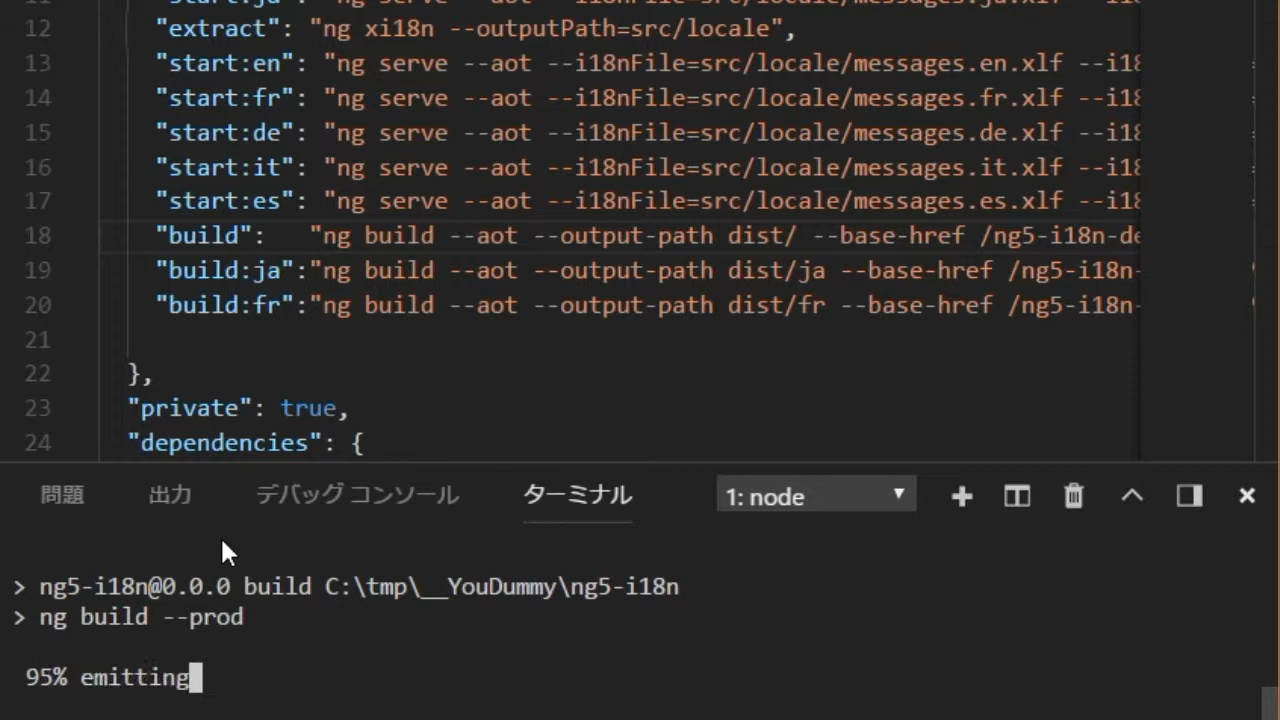 12 "extract": "ng xi18n --outputPath=src/locale",
13 "start:en": "ng serve --aot --i18nFile=src/locale/messages.en.xlf --i18
14 "start:fr": "ng serve --aot --i18nFile=src/locale/messages.fr.xlf --i18
15 "start:de": "ng serve --aot --i18nFile=src/locale/messages.de.xlf --i18
16 "start:it": "ng serve --aot --i18nFile=src/locale/messages.it.xlf --i18
17 "start:es": "ng serve --aot --i18nFile=src/locale/messages.es.xlf --i18
18 "build":   "ng build --aot --output-path dist/ --base-href /ng5-i18n-de
19 "build:ja":"ng build --aot --output-path dist/ja --base-href /ng5-i18n-
20 "build:fr":"ng build --aot --output-path dist/fr --base-href /ng5-i18n-
21
22 },
23 "private": true,
24 "dependencies": {
問題 出力 デバッグ コンソール ターミナル 1: node
> ng5-i18n@0.0.0 build C:\tmp\__YouDummy\ng5-i18n
> ng build --prod
95% emitting